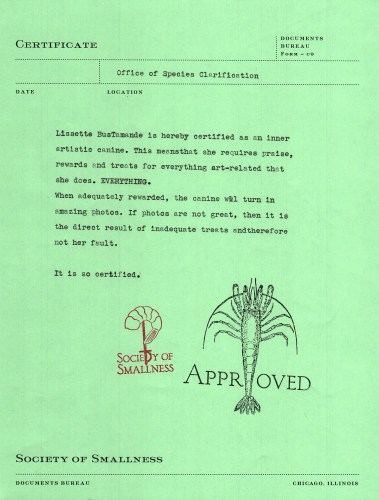 CERTIFICATE
DOCUMENTS
BUREAU
FORM - C9
Office of Species Clarification
DATE LOCATION
Lissette BusTamande is hereby certified as an inner
artistic canine. This meansthat she requires praise,
rewards and treats for everything art-related that
she does. EVERYTHING.
When adequately rewarded, the canine will turn in
amazing photos. If photos are not great, then it is
the direct result of inadequate treats andtherefore
not her fault.
It is so certified.
SOCIETY OF
SMALLNESS
APPROVED
SOCIETY OF SMALLNESS
DOCUMENTS BUREAU CHICAGO, ILLINOIS